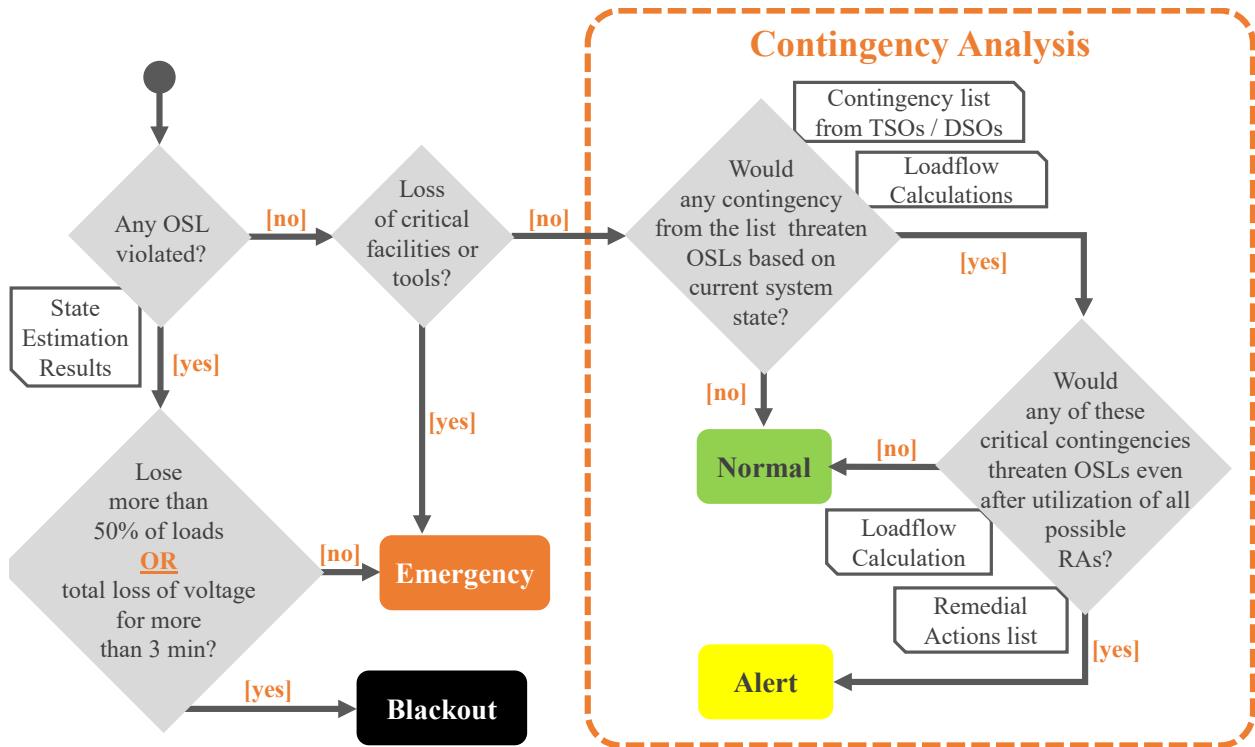 Contingency Analysis
Any OSL
violated?
State
Estimation
Results
[no]
[yes]
Loss
of critical
facilities or
tools?
[no]
[yes]
Lose
more than
50% of loads
OR
total loss of voltage
for more
than 3 min?
[no]
[yes]
Emergency
Blackout
Contingency list
from TSOs / DSOs
Loadflow
Calculations
Would
any contingency
from the list threaten
OSLs based on
current system
state?
[yes]
[no]
Normal
Would
any of these
critical contingencies
threaten OSLs even
after utilization of all
possible
RAs?
[no]
Loadflow
Calculation
Remedial
Actions list
[yes]
Alert